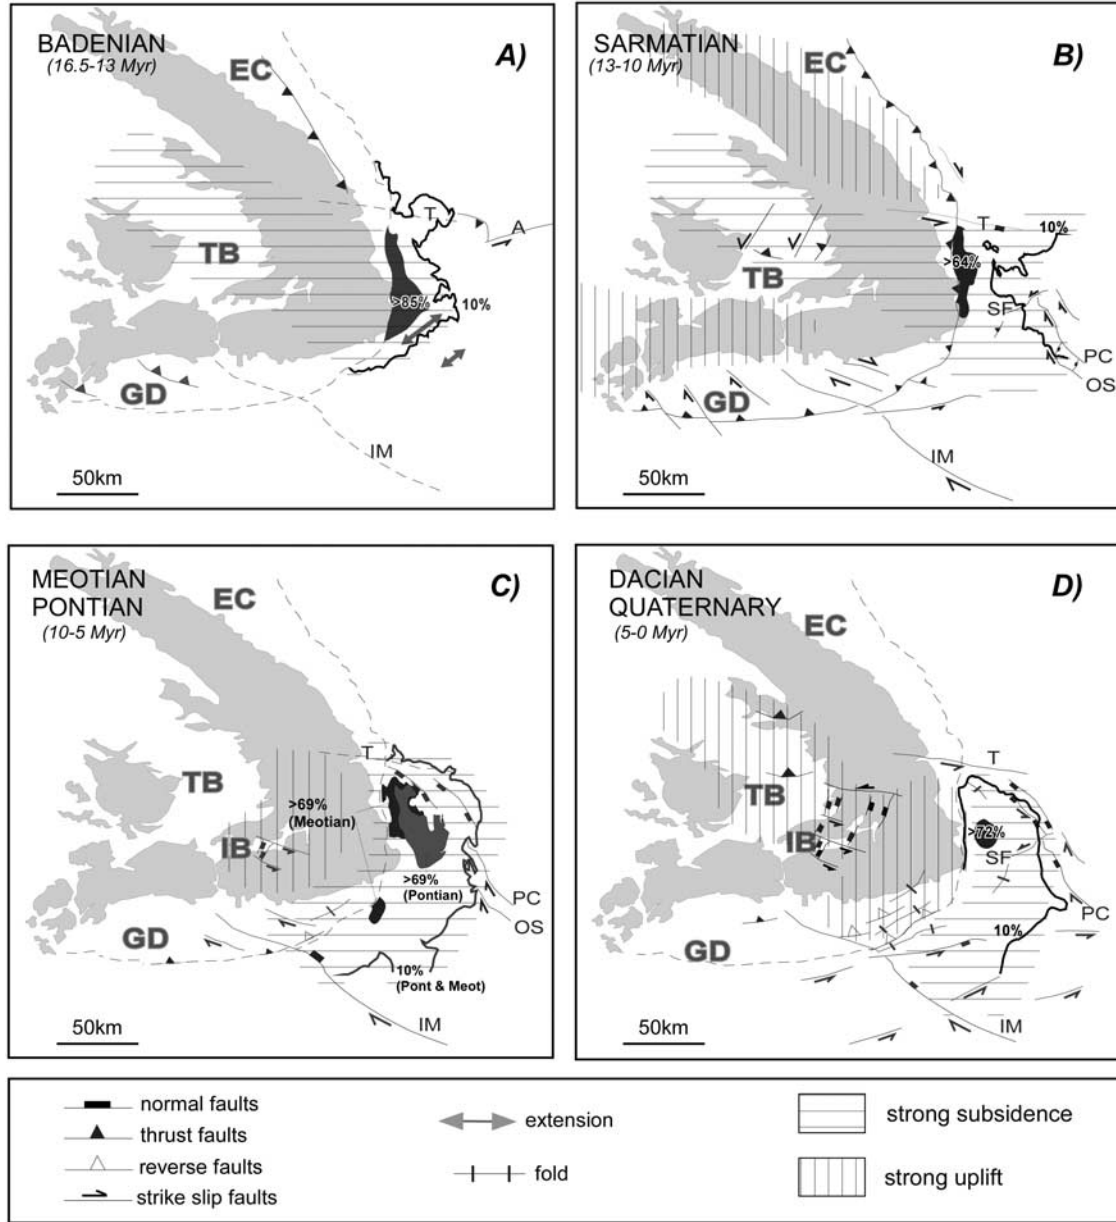 BADENIAN
(16.5-13 Myr)
A)
EC
T
A
TB
>85%
10%
GD
IM
50km
SARMATIAN
(13-10 Myr)
B)
EC
T
10%
TB
>64%
SF
PC
OS
GD
IM
50km
MEOTIAN
PONTIAN
(10-5 Myr)
C)
EC
T
TB
>69%
(Meotian)
IB
>69%
(Pontian)
PC
OS
GD
10%
(Pont & Meot)
IM
50km
DACIAN
QUATERNARY
(5-0 Myr)
D)
EC
T
TB
>72%
IB
SF
PC
10%
GD
IM
50km
normal faults
thrust faults
reverse faults
strike slip faults
extension
fold
strong subsidence
strong uplift